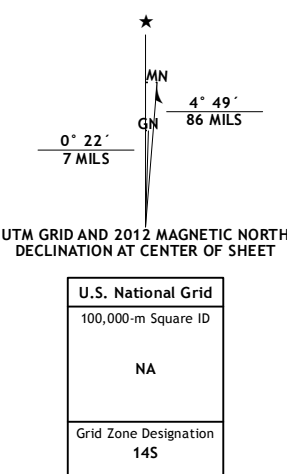 ★
MN
4° 49´
86 MILS
GN
0° 22´
7 MILS
UTM GRID AND 2012 MAGNETIC NORTH
DECLINATION AT CENTER OF SHEET
U.S. National Grid
100,000-m Square ID
NA
Grid Zone Designation
14S